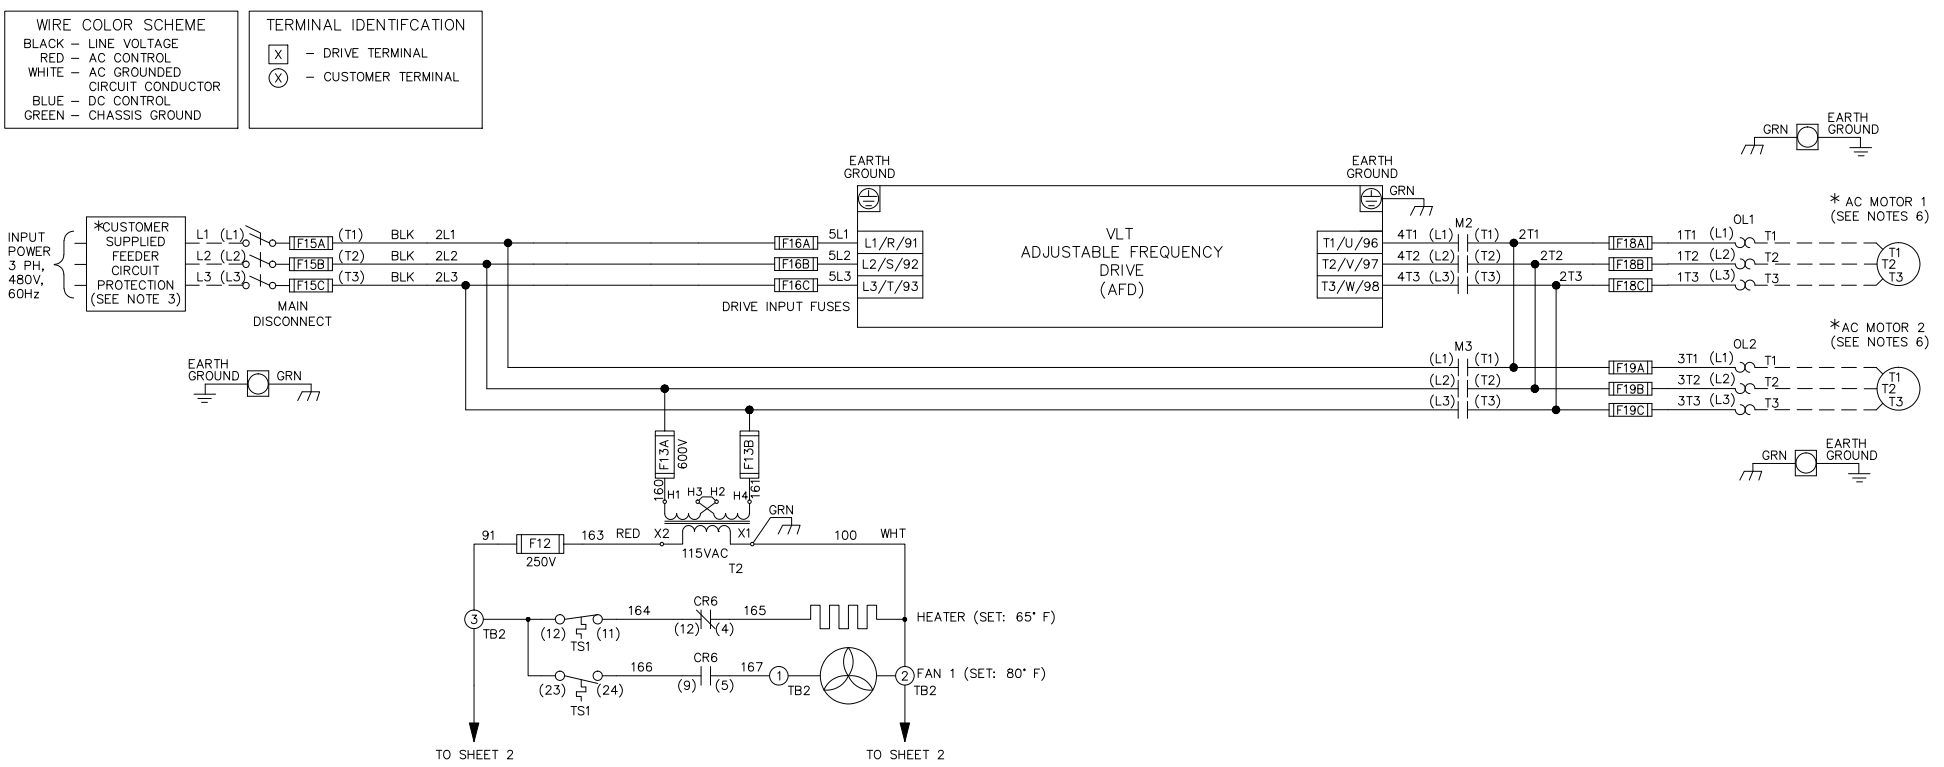 WIRE COLOR SCHEME
BLACK – LINE VOLTAGE
RED – AC CONTROL
WHITE – AC GROUNDED
CIRCUIT CONDUCTOR
BLUE – DC CONTROL
GREEN – CHASSIS GROUND
TERMINAL IDENTIFCATION
X – DRIVE TERMINAL
X – CUSTOMER TERMINAL
INPUT
POWER
3 PH,
480V,
60Hz
*CUSTOMER
SUPPLIED
FEEDER
CIRCUIT
PROTECTION
(SEE NOTE 3)
L1 (L1) F15A (T1) BLK 2L1 F16A 5L1 L1/R/91
L2 (L2) F15B (T2) BLK 2L2 F16B 5L2 L2/S/92
L3 (L3) F15C (T3) BLK 2L3 F16C 5L3 L3/T/93
MAIN
DISCONNECT
DRIVE INPUT FUSES
EARTH
GROUND
VLT
ADJUSTABLE FREQUENCY
DRIVE
(AFD)
EARTH
GROUND
GRN
M2
T1/U/96 4T1 (L1) (T1) 2T1 F18A 1T1 (L1) T1
T2/V/97 4T2 (L2) (T2) 2T2 F18B 1T2 (L2) T2
T3/W/98 4T3 (L3) (T3) 2T3 F18C 1T3 (L3) T3
OL1
GRN
EARTH
GROUND
* AC MOTOR 1
(SEE NOTES 6)
T1
T2
T3
EARTH
GROUND
GRN
M3
(L1) (T1) F19A 3T1 (L1) T1
(L2) (T2) F19B 3T2 (L2) T2
(L3) (T3) F19C 3T3 (L3) T3
OL2
*AC MOTOR 2
(SEE NOTES 6)
T1
T2
T3
GRN
EARTH
GROUND
F13A
600V
F13B
160
161
H1 H3 H2 H4
GRN
91 F12 163 RED X2 X1 100 WHT
250V
115VAC
T2
3
TB2
(12) (11)
TS1
164
CR6
(12) (4)
165
HEATER (SET: 65° F)
(23) (24)
TS1
166
CR6
(9) (5)
167
1
TB2
2
TB2
FAN 1 (SET: 80° F)
TO SHEET 2
TO SHEET 2